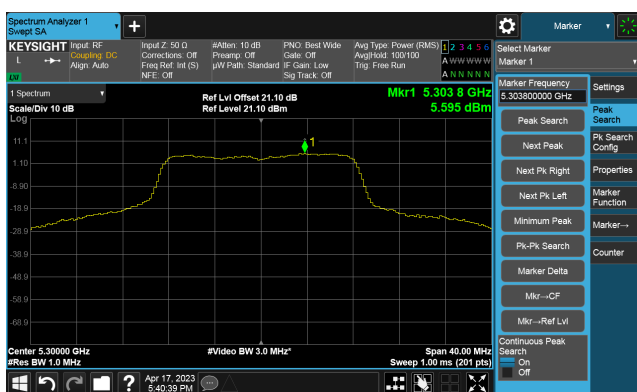 Spectrum Analyzer 1
Swept SA
Marker
KEYSIGHT
L
LXI
Input: RF
Coupling: DC
Align: Auto
Input Z: 50 Ω
Corrections: Off
Freq Ref: Int (S)
NFE: Off
#Atten: 10 dB
Preamp: Off
µW Path: Standard
PNO: Best Wide
Gate: Off
IF Gain: Low
Sig Track: Off
Avg Type: Power (RMS)
Avg|Hold: 100/100
Trig: Free Run
1 2 3 4 5 6
A W W W W W
A N N N N N
Select Marker
Marker 1
1 Spectrum
Scale/Div 10 dB
Log
Ref Lvl Offset 21.10 dB
Ref Level 21.10 dBm
Mkr1 5.303 8 GHz
5.595 dBm
1
11.1
1.10
-8.90
-18.9
-28.9
-38.9
-48.9
-58.9
-68.9
Center 5.30000 GHz
#Res BW 1.0 MHz
#Video BW 3.0 MHz*
Span 40.00 MHz
Sweep 1.00 ms (201 pts)
Marker Frequency
5.303800000 GHz
Peak Search
Next Peak
Next Pk Right
Next Pk Left
Minimum Peak
Pk-Pk Search
Marker Delta
Mkr→CF
Mkr→Ref Lvl
Continuous Peak
Search
On
Off
Settings
Peak
Search
Pk Search
Config
Properties
Marker
Function
Marker→
Counter
?
Apr 17, 2023
5:40:39 PM